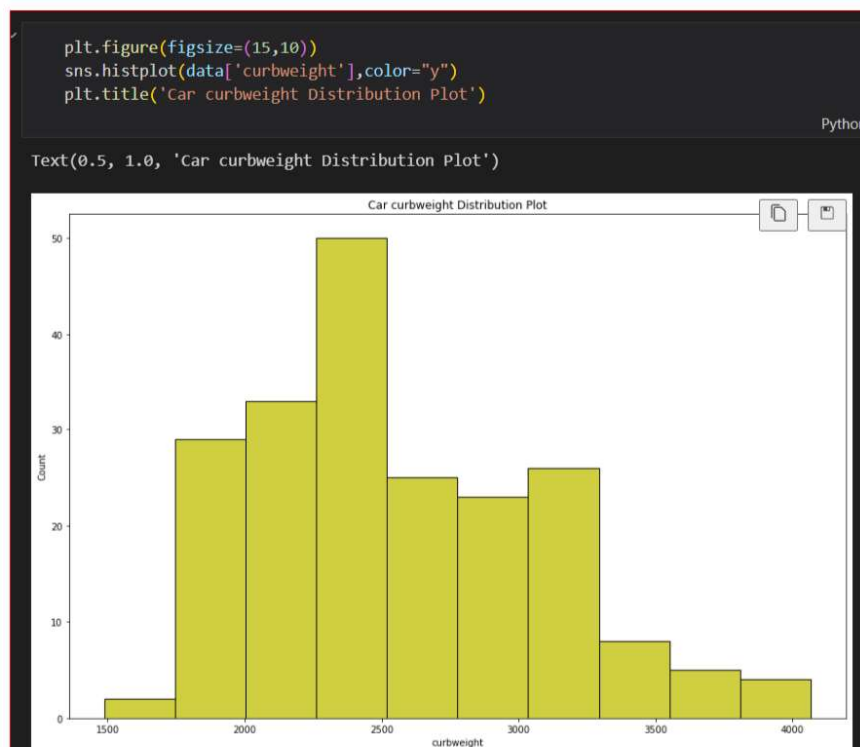 plt.figure(figsize=(15,10))
sns.histplot(data['curbweight'],color="y")
plt.title('Car curbweight Distribution Plot')
Python
Text(0.5, 1.0, 'Car curbweight Distribution Plot')
Car curbweight Distribution Plot
50
40
30
20
10
0
Count
1500 2000 2500 3000 3500 4000
curbweight